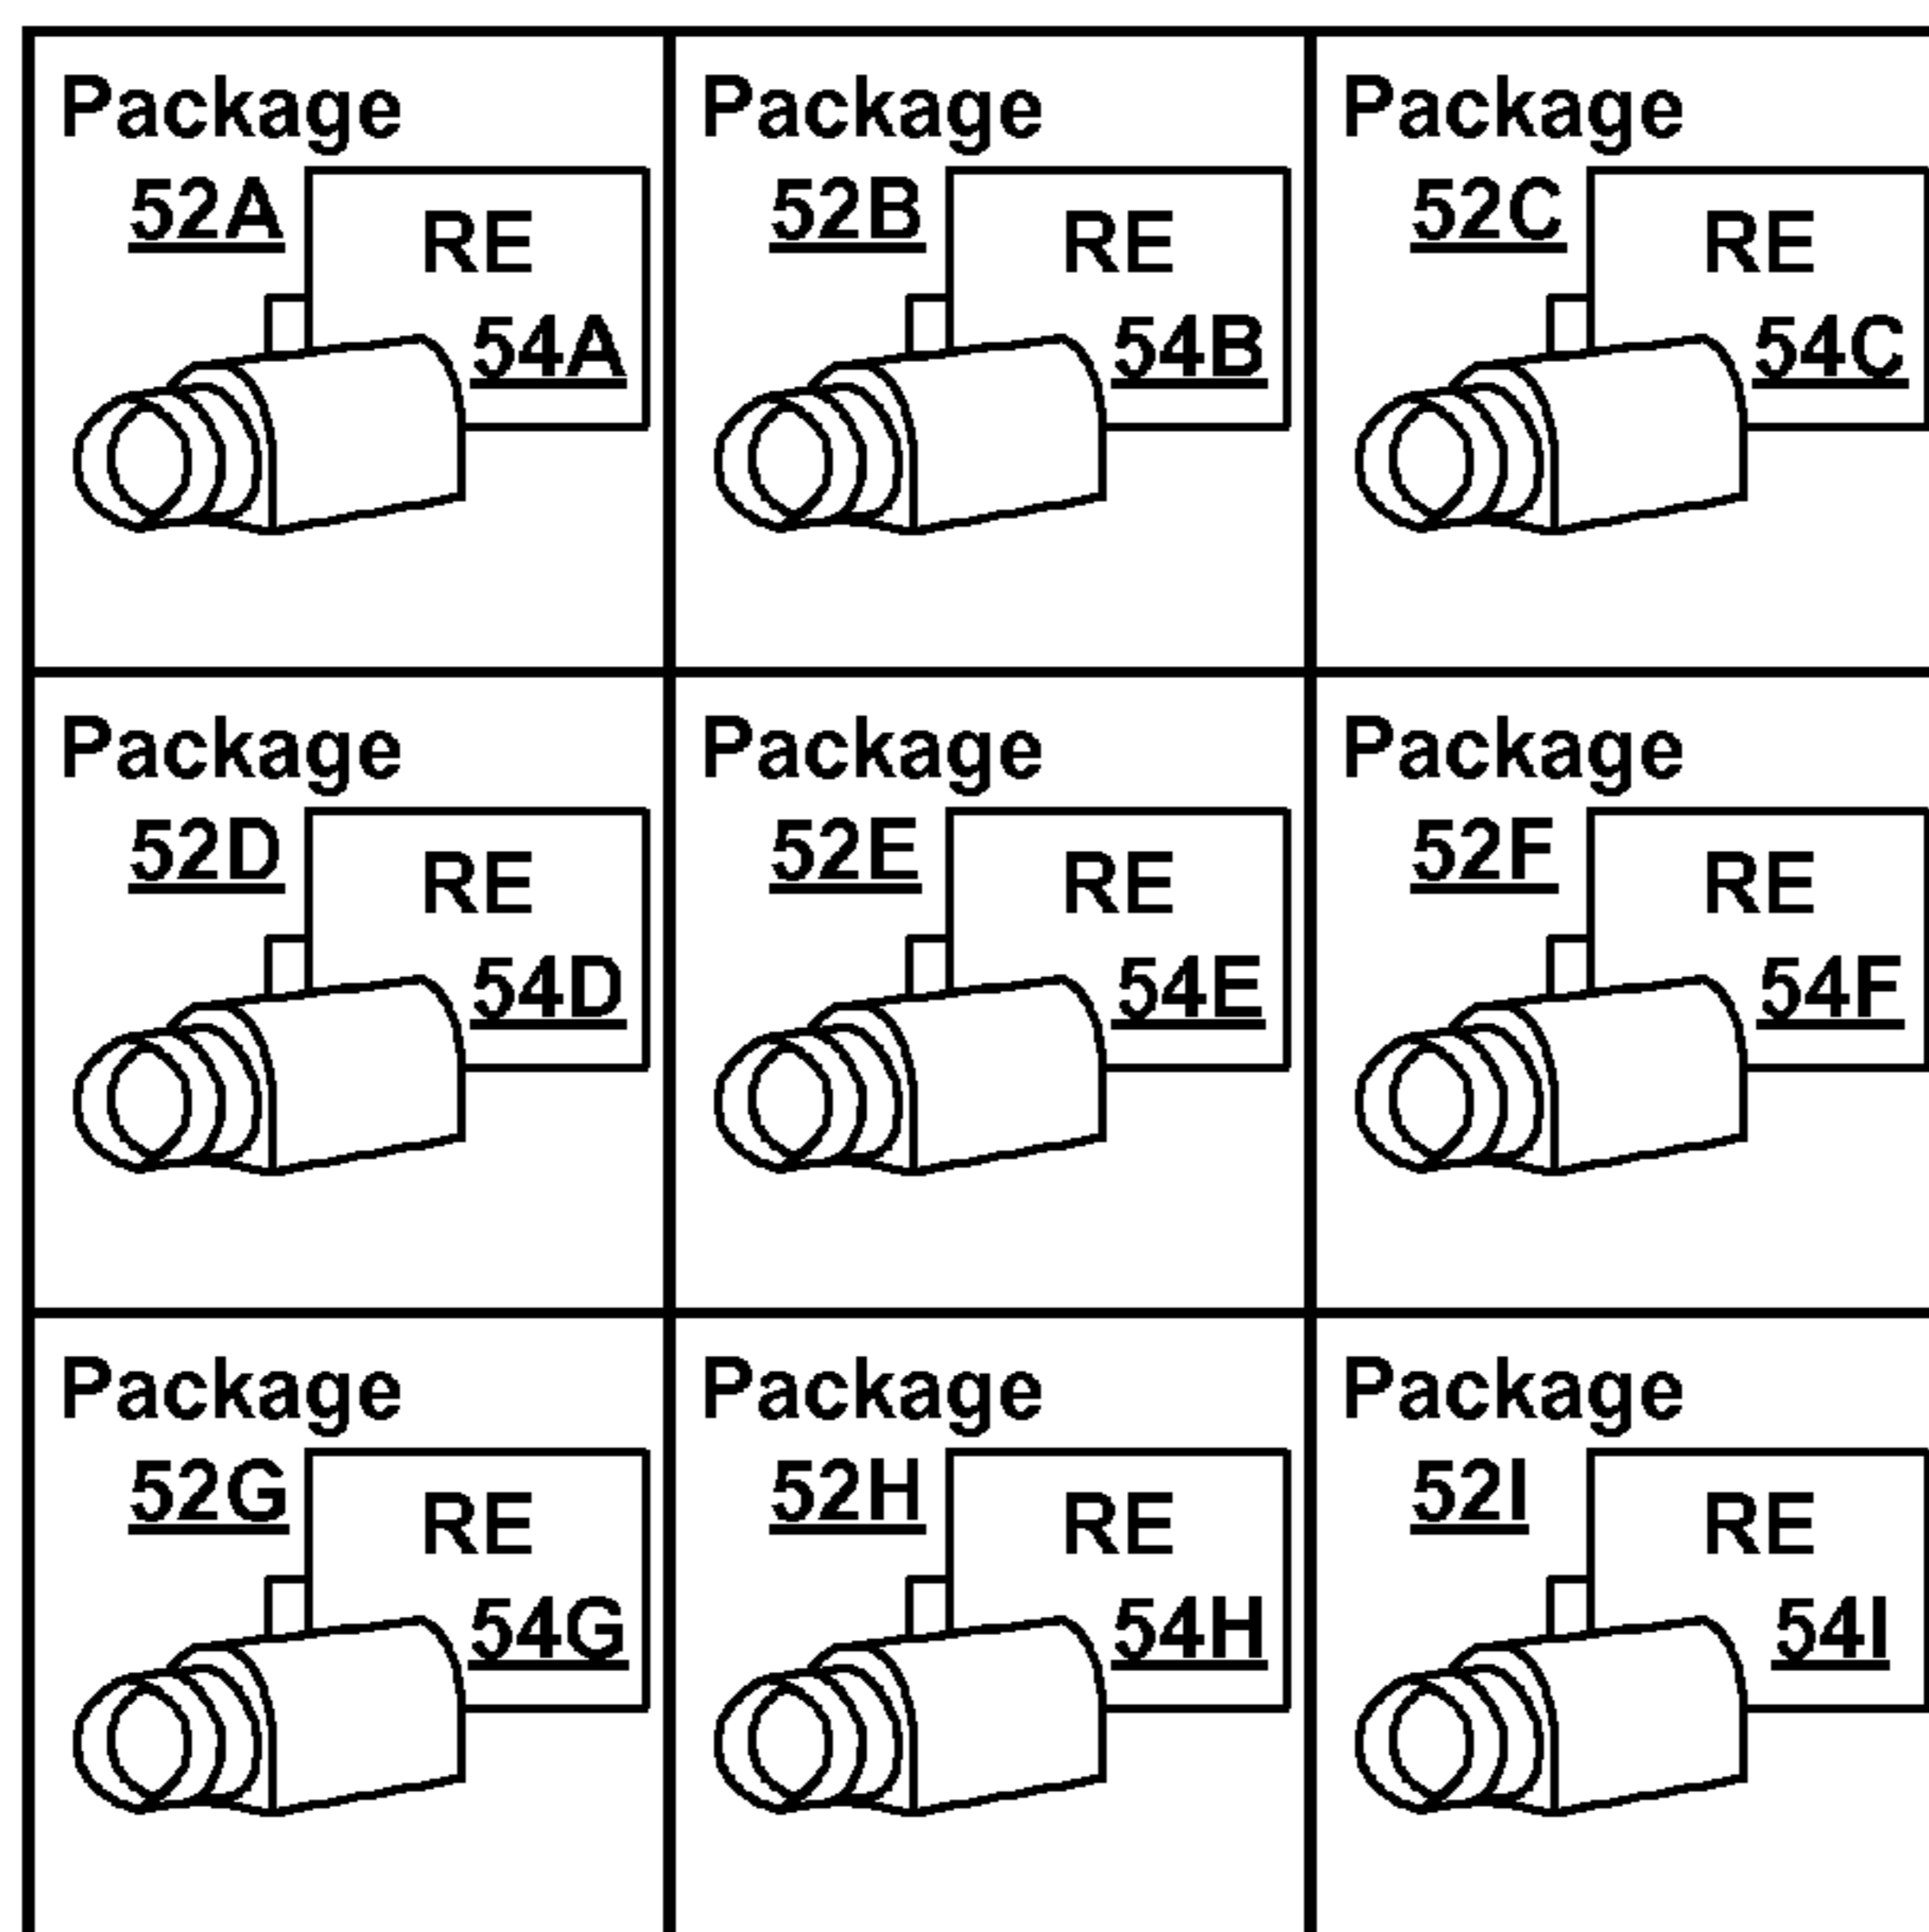 Package
52A
RE
54A
Package
52B
RE
54B
Package
52C
RE
54C
Package
52D
RE
54D
Package
52E
RE
54E
Package
52F
RE
54F
Package
52G
RE
54G
Package
52H
RE
54H
Package
52I
RE
54I